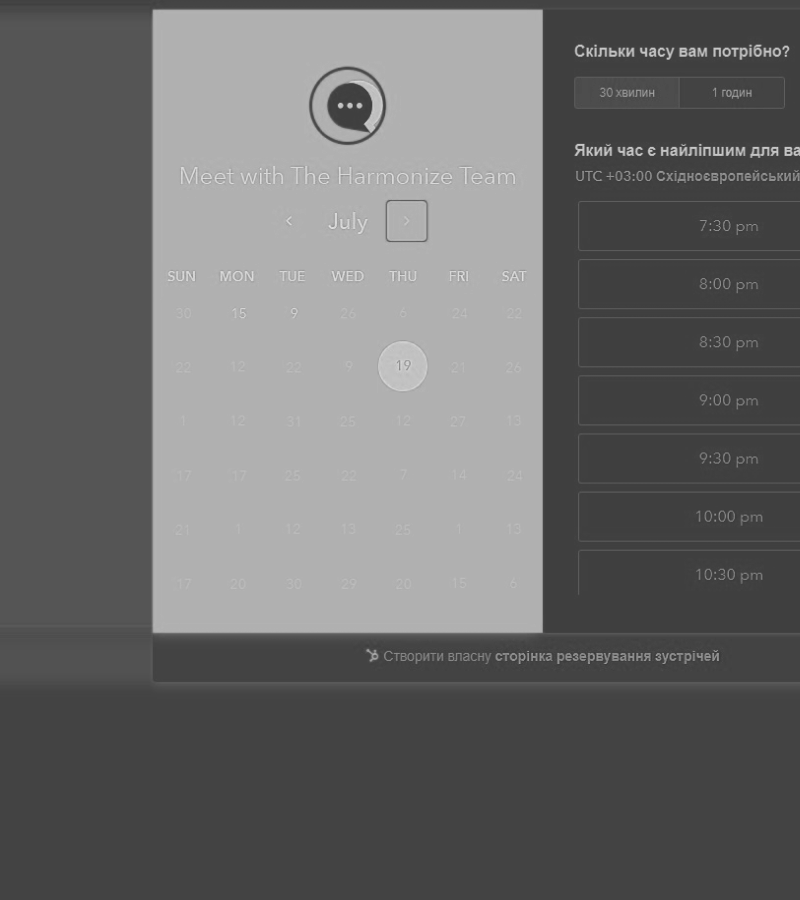 Meet with The Harmonize Team
July
SUN MON TUE WED THU FRI SAT
30 15 9 26 6 24 22
22 12 22 9 19 21 26
1 12 31 25 12 27 13
17 17 25 22 7 14 24
21 1 12 13 25 1 13
17 20 30 29 20 15 6
Скільки часу вам потрібно?
30 хвилин 1 годин
Який час є найліпшим для ва
UTC +03:00 Східноєвропейський
7:30 pm
8:00 pm
8:30 pm
9:00 pm
9:30 pm
10:00 pm
10:30 pm
Створити власну сторінка резервування зустрічей